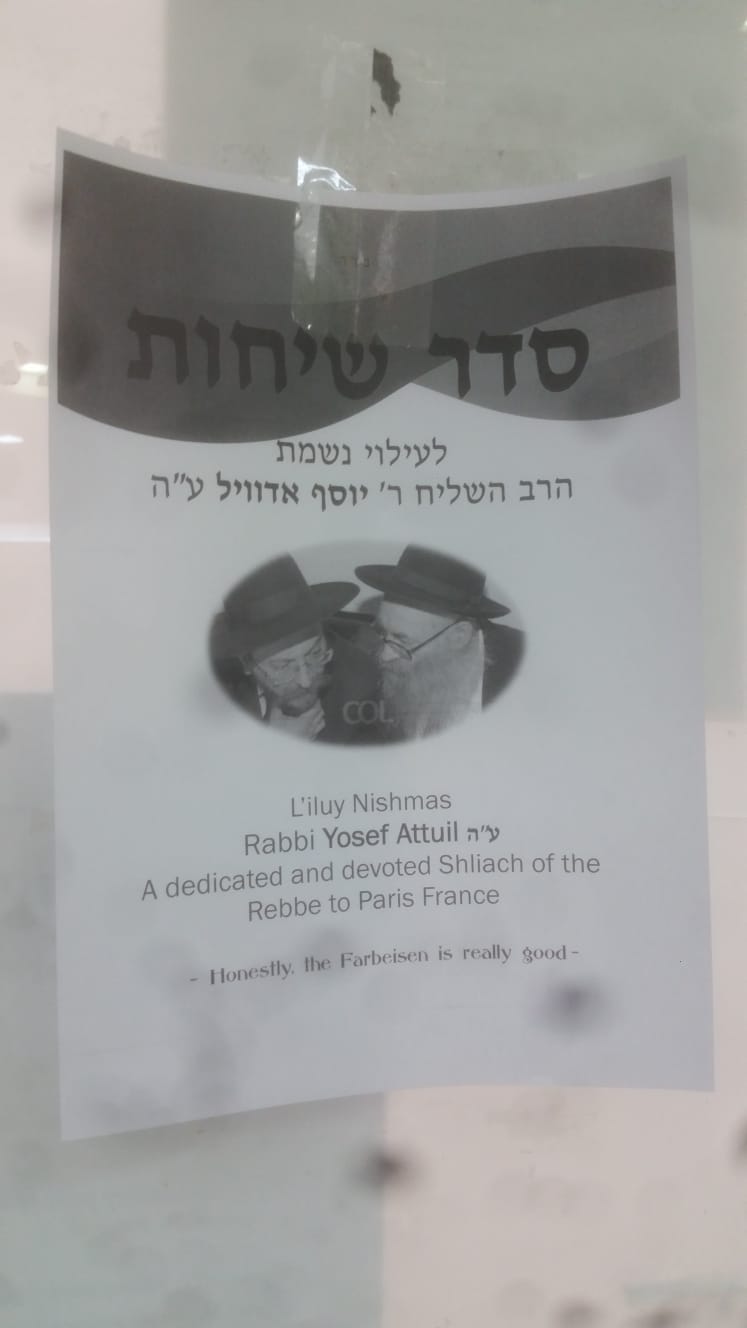 סדר שיחות
לעילוי נשמת
הרב השליח ר' יוסף אדוויל ע"ה
COL
L'iluy Nishmas
Rabbi Yosef Attuil ע"ה
A dedicated and devoted Shliach of the
Rebbe to Paris France
- Honestly, the Farbeisen is really good -